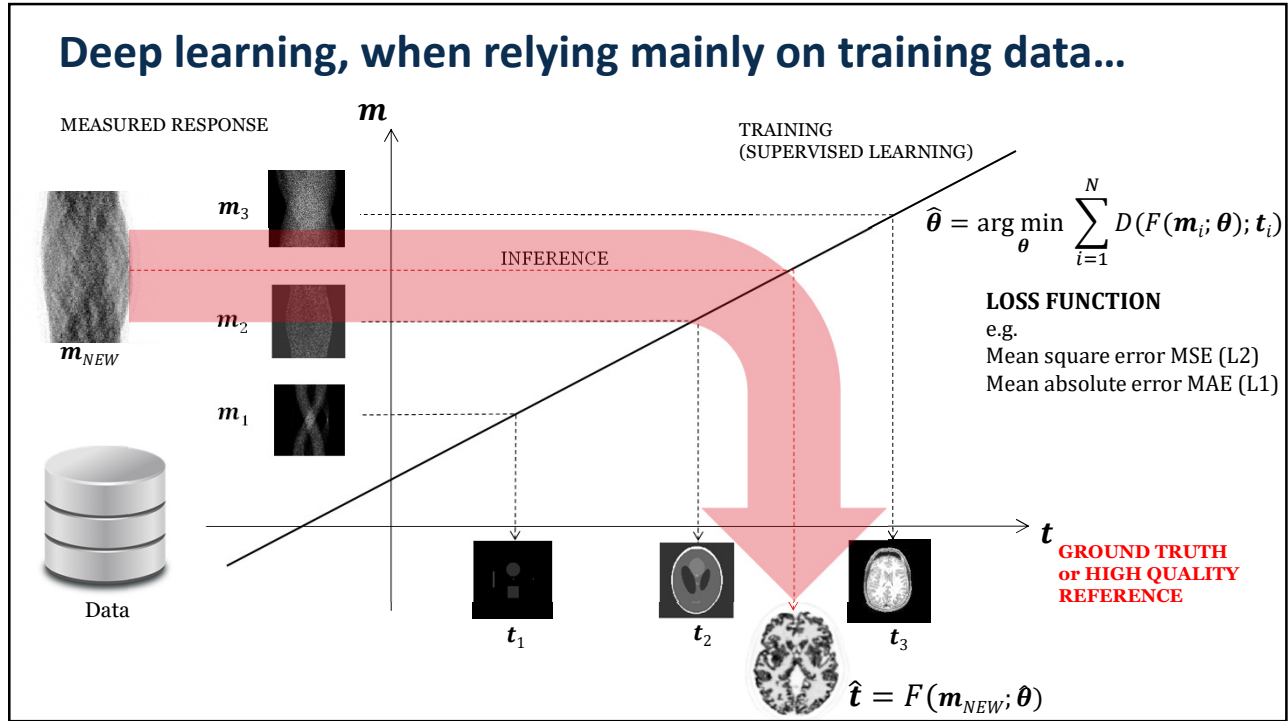 Deep learning, when relying mainly on training data…
MEASURED RESPONSE
m
TRAINING
(SUPERVISED LEARNING)
m₃
θ̂ = arg min_θ ∑_{i=1}^{N} D(F(m_i; θ); t_i)
INFERENCE
LOSS FUNCTION
e.g.
Mean square error MSE (L2)
Mean absolute error MAE (L1)
m₂
m_NEW
m₁
t
GROUND TRUTH
or HIGH QUALITY
REFERENCE
Data
t₁
t₂
t₃
t̂ = F(m_NEW; θ̂)